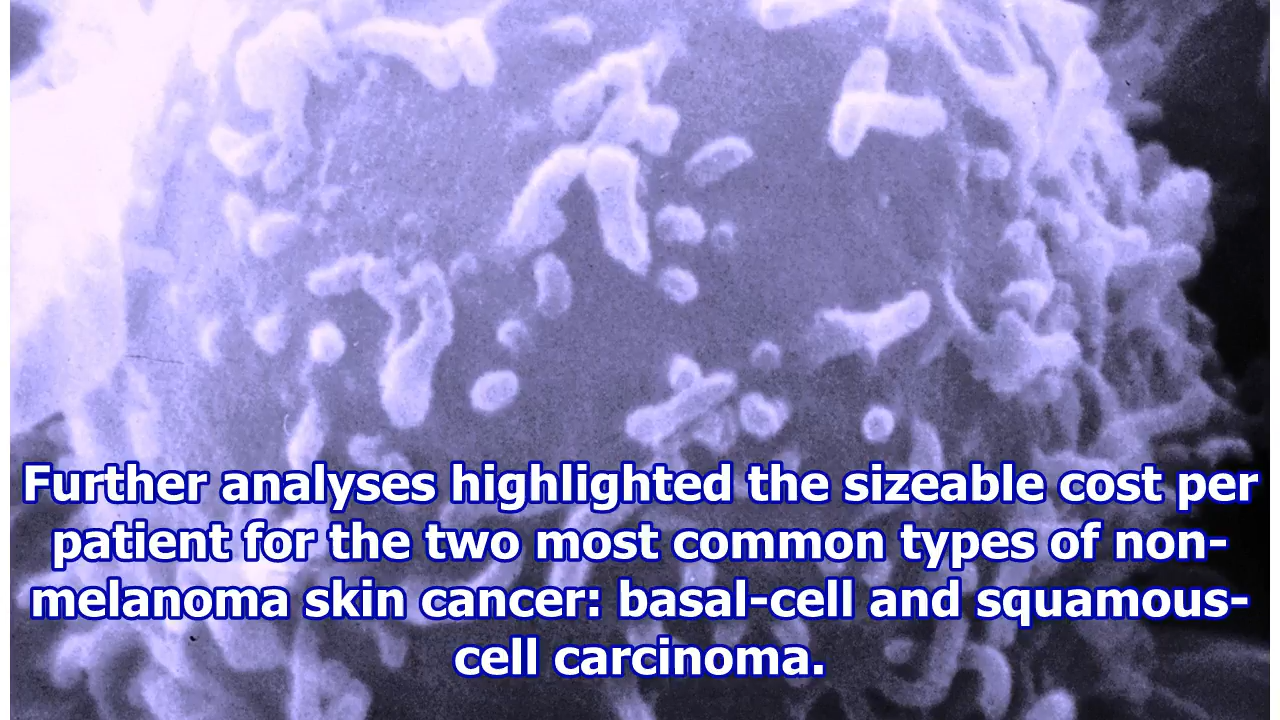 Further analyses highlighted the sizeable cost per
patient for the two most common types of non-
melanoma skin cancer: basal-cell and squamous-
cell carcinoma.